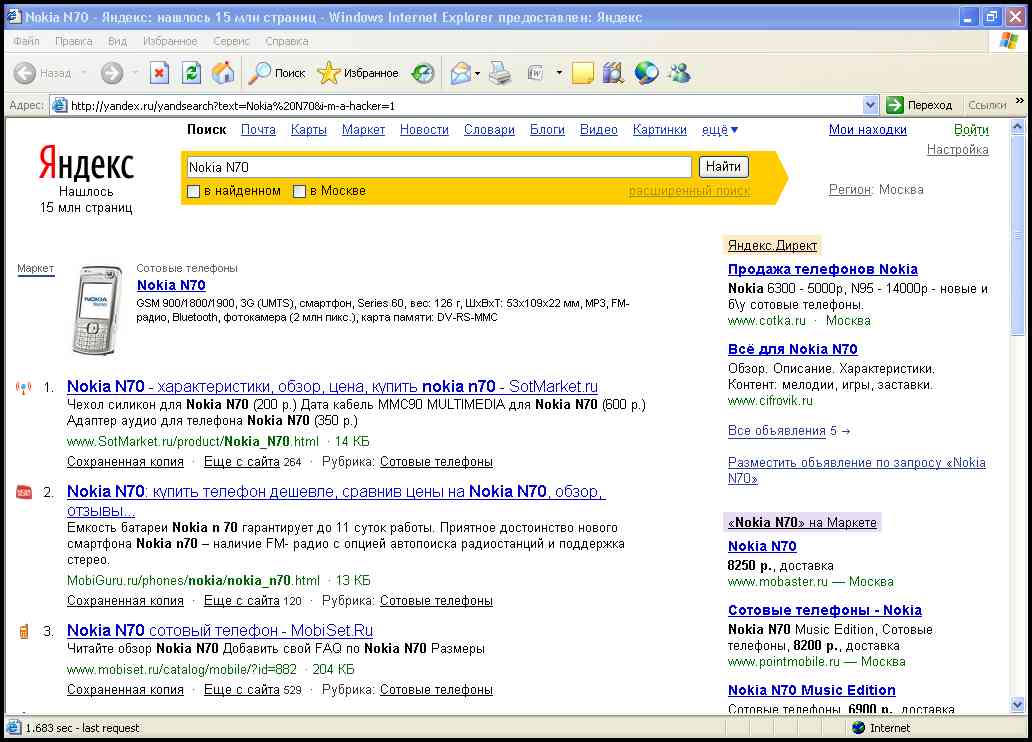 Nokia N70 - Яндекс: нашлось 15 млн страниц - Windows Internet Explorer предоставлен: Яндекс
Файл Правка Вид Избранное Сервис Справка
Назад Поиск Избранное
Адрес: http://yandex.ru/yandsearch?text=Nokia%20N70&i-m-a-hacker=1 Переход Ссылки »
Поиск Почта Карты Маркет Новости Словари Блоги Видео Картинки ещё ▼ Мои находки Войти
Настройка
Яндекс
Nokia N70 Найти
Нашлось
15 млн страниц
в найденном в Москве расширенный поиск
Регион: Москва
Маркет
Сотовые телефоны
Nokia N70
GSM 900/1800/1900, 3G (UMTS), смартфон, Series 60, вес: 126 г, ШхВхТ: 53x109x22 мм, MP3, FM-
радио, Bluetooth, фотокамера (2 млн пикс.), карта памяти: DV-RS-MMC
NOKIA
1. Nokia N70 - характеристики, обзор, цена, купить nokia n70 - SotMarket.ru
Чехол силикон для Nokia N70 (200 р.) Дата кабель MMC90 MULTIMEDIA для Nokia N70 (600 р.)
Адаптер аудио для телефона Nokia N70 (350 р.)
www.SotMarket.ru/product/Nokia_N70.html · 14 КБ
Сохраненная копия · Еще с сайта 264 · Рубрика: Сотовые телефоны
2. Nokia N70: купить телефон дешевле, сравнив цены на Nokia N70, обзор,
отзывы...
Емкость батареи Nokia n 70 гарантирует до 11 суток работы. Приятное достоинство нового
смартфона Nokia n70 – наличие FM- радио с опцией автопоиска радиостанций и поддержка
стерео.
MobiGuru.ru/phones/nokia/nokia_n70.html · 13 КБ
Сохраненная копия · Еще с сайта 120 · Рубрика: Сотовые телефоны
3. Nokia N70 сотовый телефон - MobiSet.Ru
Читайте обзор Nokia N70 Добавить свой FAQ по Nokia N70 Размеры
www.mobiset.ru/catalog/mobile/?id=882 · 204 КБ
Сохраненная копия · Еще с сайта 529 · Рубрика: Сотовые телефоны
Яндекс.Директ
Продажа телефонов Nokia
Nokia 6300 - 5000р, N95 - 14000р - новые и
б\у сотовые телефоны.
www.cotka.ru · Москва
Всё для Nokia N70
Обзор. Описание. Характеристики.
Контент: мелодии, игры, заставки.
www.cifrovik.ru
Все объявления 5 →
Разместить объявление по запросу «Nokia
N70»
«Nokia N70» на Маркете
Nokia N70
8250 р., доставка
www.mobaster.ru — Москва
Сотовые телефоны - Nokia
Nokia N70 Music Edition, Сотовые
телефоны, 8200 р., доставка
www.pointmobile.ru — Москва
Nokia N70 Music Edition
Сотовые телефоны, 6900 р., доставка
1.683 sec - last request Internet